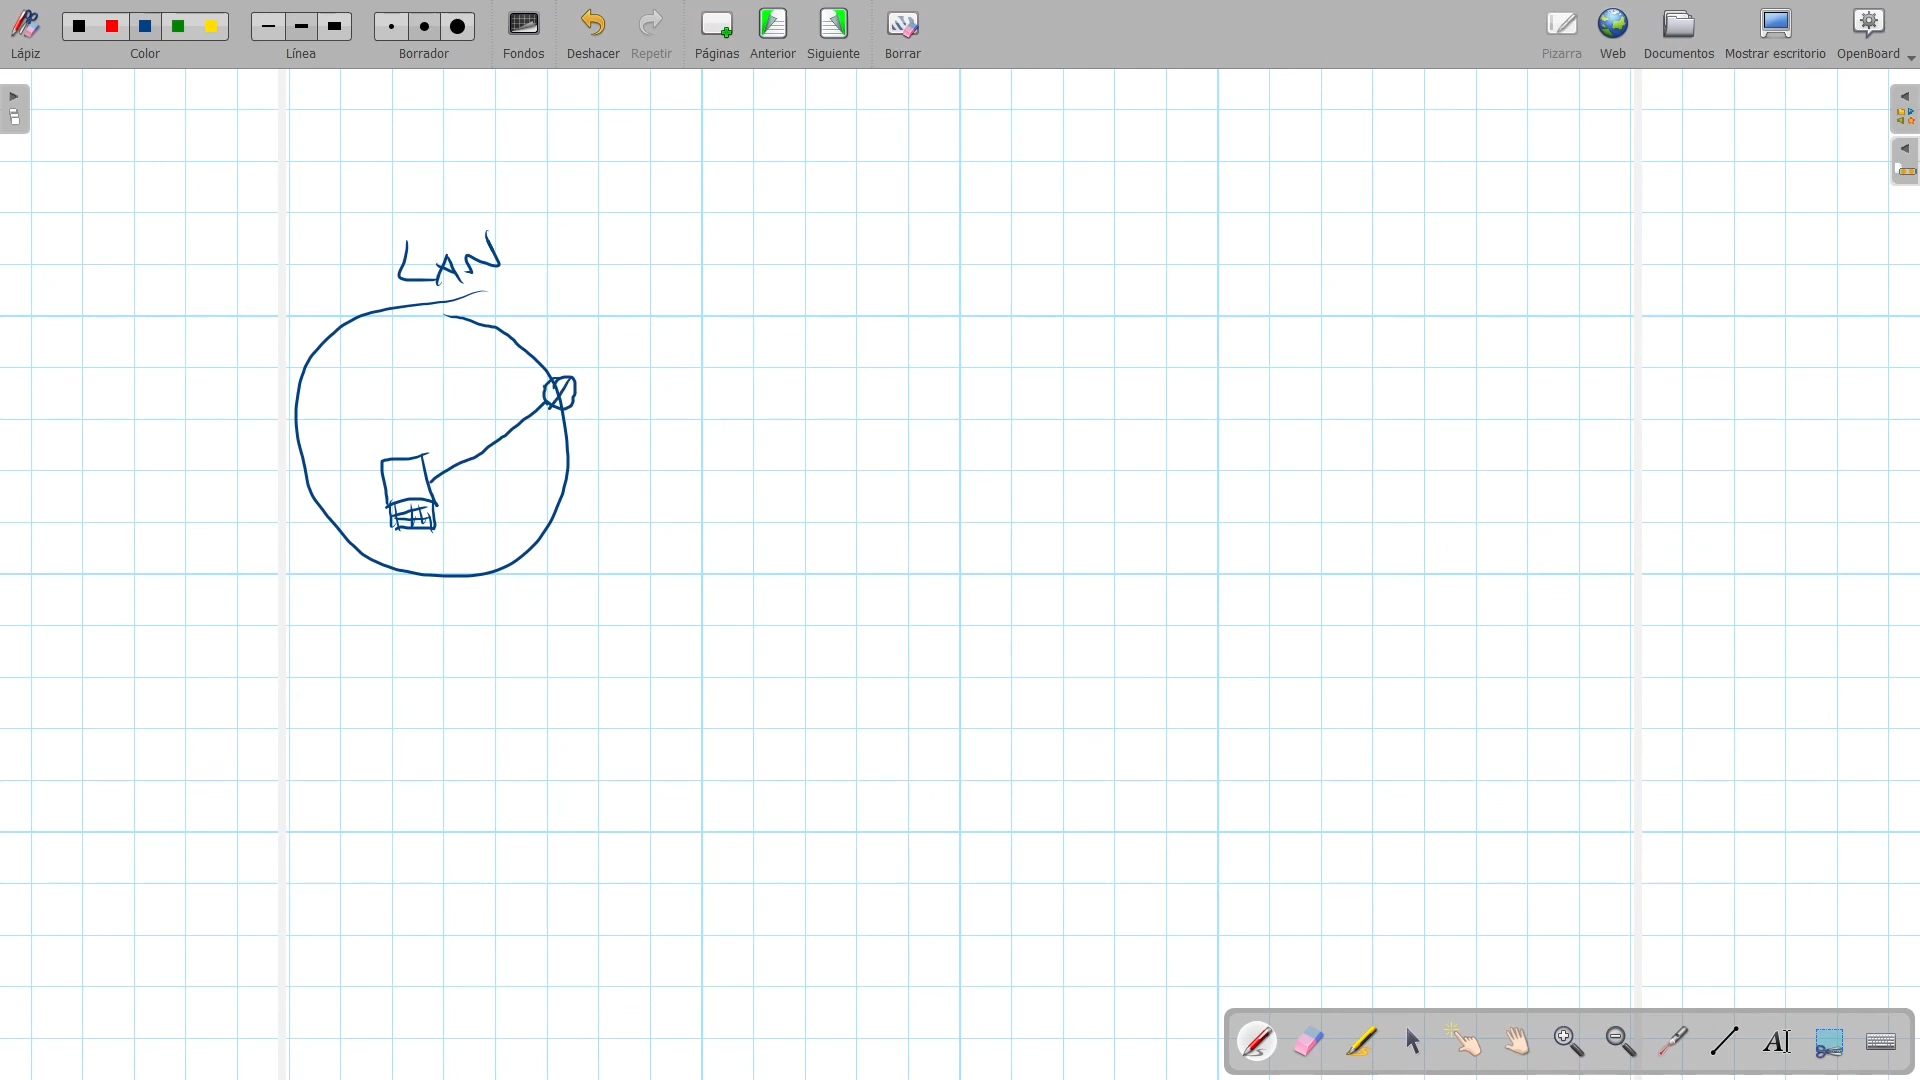 Lápiz
Color
Línea
Borrador
Fondos
Deshacer
Repetir
Páginas
Anterior
Siguiente
Borrar
Pizarra
Web
Documentos
Mostrar escritorio
OpenBoard
LAN